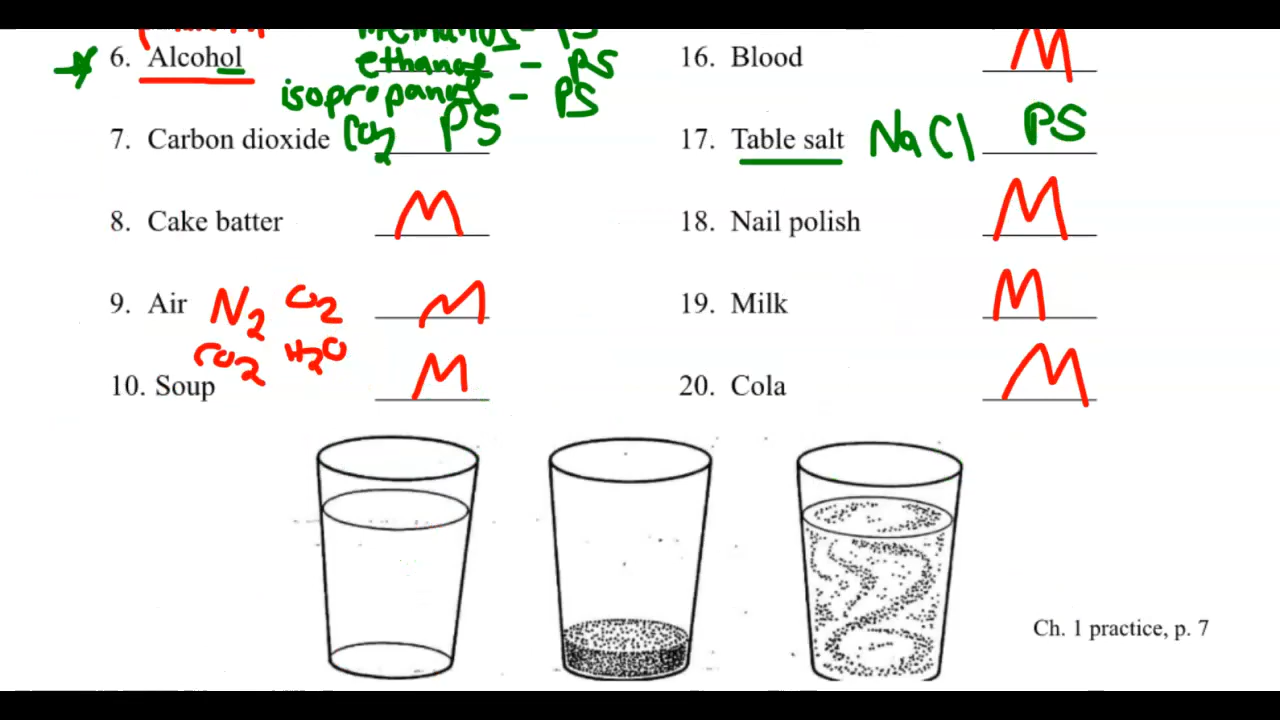 methanol - PS
6. Alcohol ethanol - PS
isopropanol - PS
7. Carbon dioxide CO2 PS
8. Cake batter M
9. Air N2 O2 M
CO2 H2O
10. Soup M
16. Blood M
17. Table salt NaCl PS
18. Nail polish M
19. Milk M
20. Cola M
Ch. 1 practice, p. 7